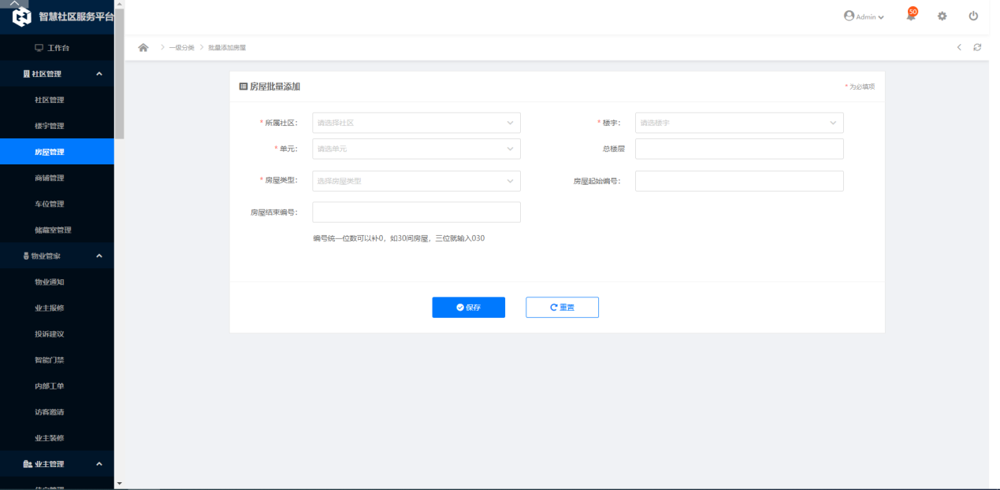 智慧社区服务平台
Admin
50
工作台
一级分类
批量添加房屋
社区管理
社区管理
楼宇管理
房屋管理
商铺管理
车位管理
储藏室管理
物业管家
物业通知
业主报修
投诉建议
智能门禁
内部工单
访客邀请
业主装修
业主管理
房屋批量添加
* 为必填项
* 所属社区：
请选择社区
* 楼宇：
请选楼宇
* 单元：
请选单元
总楼层
* 房屋类型：
选择房屋类型
房屋起始编号：
房屋结束编号：
编号统一位数可以补0，如30间房屋，三位就输入030
保存
重置